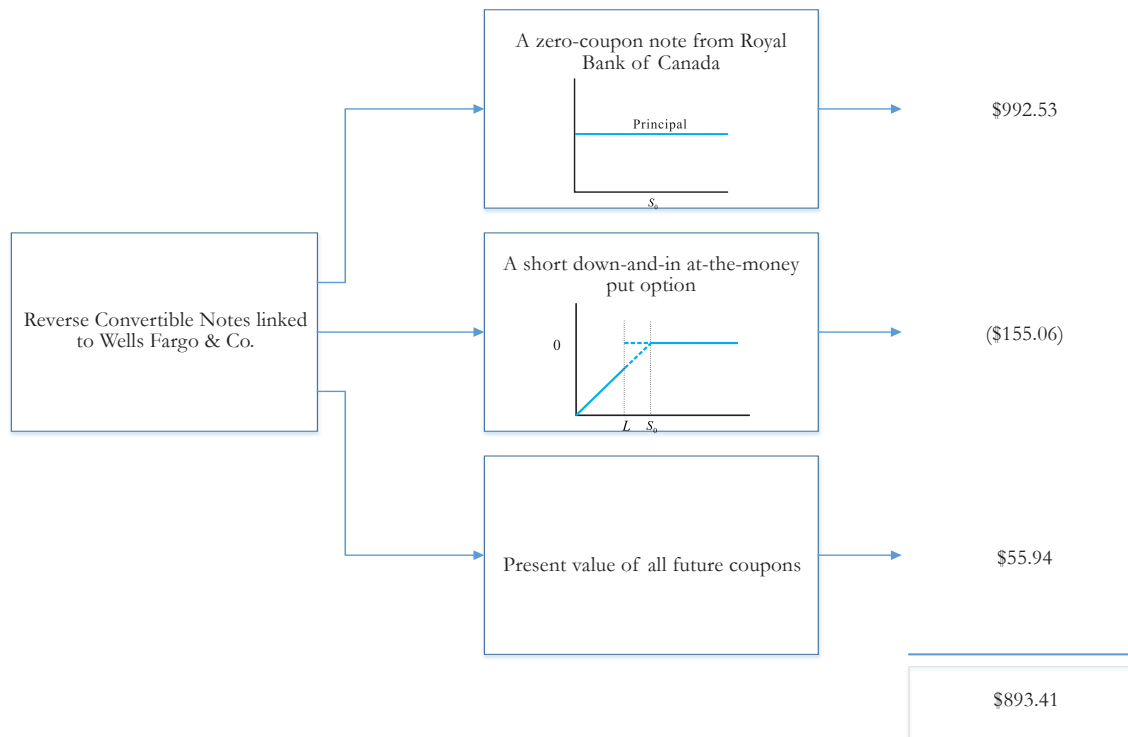 A zero-coupon note from Royal
Bank of Canada
Principal
S₀
$992.53
Reverse Convertible Notes linked
to Wells Fargo & Co.
A short down-and-in at-the-money
put option
0
L S₀
($155.06)
Present value of all future coupons
$55.94
$893.41